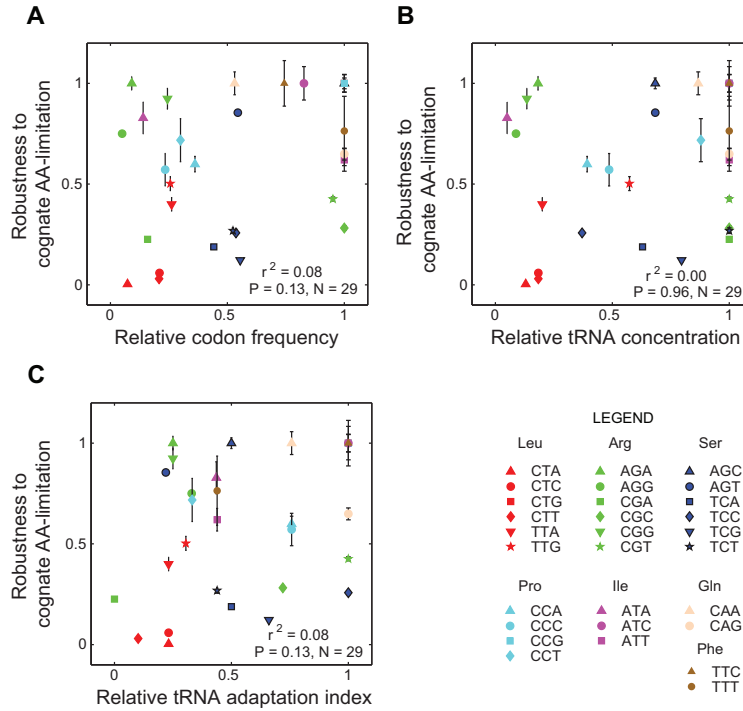 A
Robustness to
cognate AA-limitation
1
0.5
0
r² = 0.08
P = 0.13, N = 29
0
0.5
1
Relative codon frequency
B
Robustness to
cognate AA-limitation
1
0.5
0
r² = 0.00
P = 0.96, N = 29
0
0.5
1
Relative tRNA concentration
C
Robustness to
cognate AA-limitation
1
0.5
0
r² = 0.08
P = 0.13, N = 29
0
0.5
1
Relative tRNA adaptation index
LEGEND
Leu
CTA
CTC
CTG
CTT
TTA
TTG
Arg
AGA
AGG
CGA
CGC
CGG
CGT
Ser
AGC
AGT
TCA
TCC
TCG
TCT
Pro
CCA
CCC
CCG
CCT
Ile
ATA
ATC
ATT
Gln
CAA
CAG
Phe
TTC
TTT